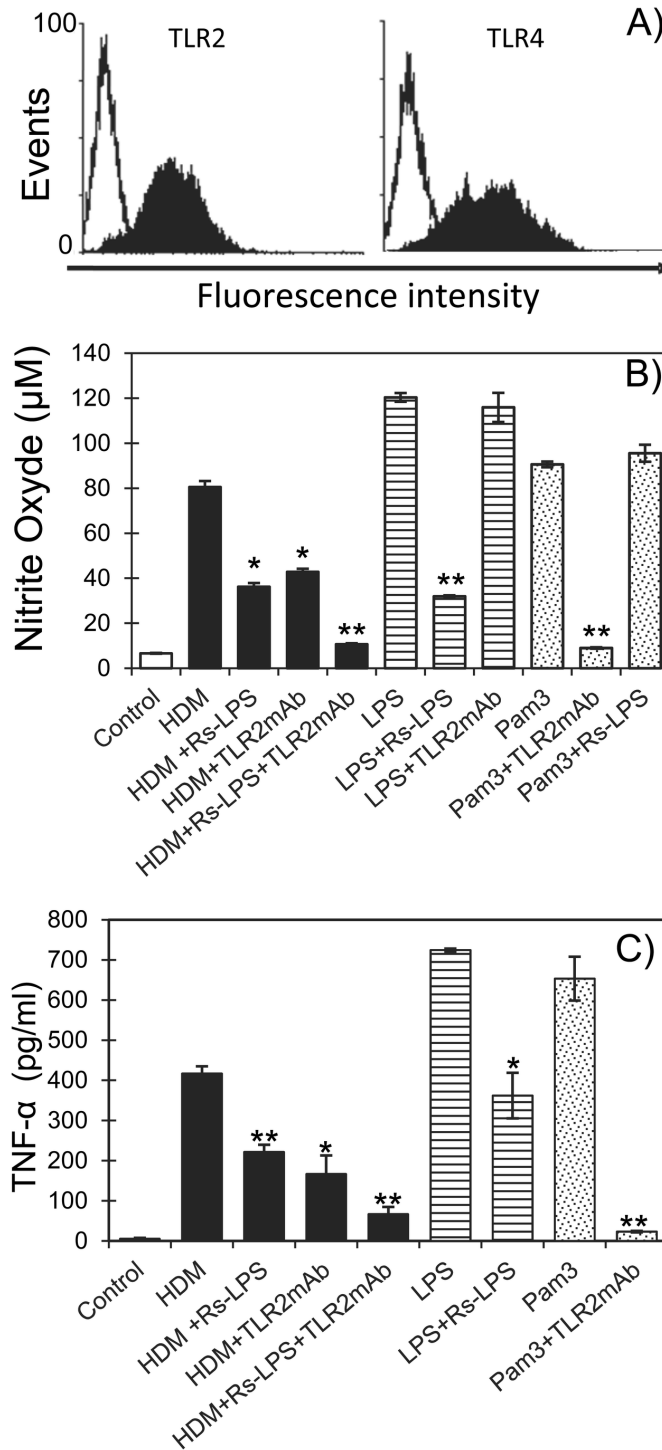 A)
TLR2
TLR4
100
Events
0
Fluorescence intensity
B)
Nitrite Oxyde (µM)
140
120
100
80
60
40
20
0
*
*
**
**
**
Control
HDM
HDM +Rs-LPS
HDM+TLR2mAb
HDM+Rs-LPS+TLR2mAb
LPS
LPS+Rs-LPS
LPS+TLR2mAb
Pam3
Pam3+TLR2mAb
Pam3+Rs-LPS
C)
TNF-α (pg/ml)
800
700
600
500
400
300
200
100
0
**
*
**
*
**
Control
HDM
HDM +Rs-LPS
HDM+TLR2mAb
HDM+Rs-LPS+TLR2mAb
LPS
LPS+Rs-LPS
Pam3
Pam3+TLR2mAb